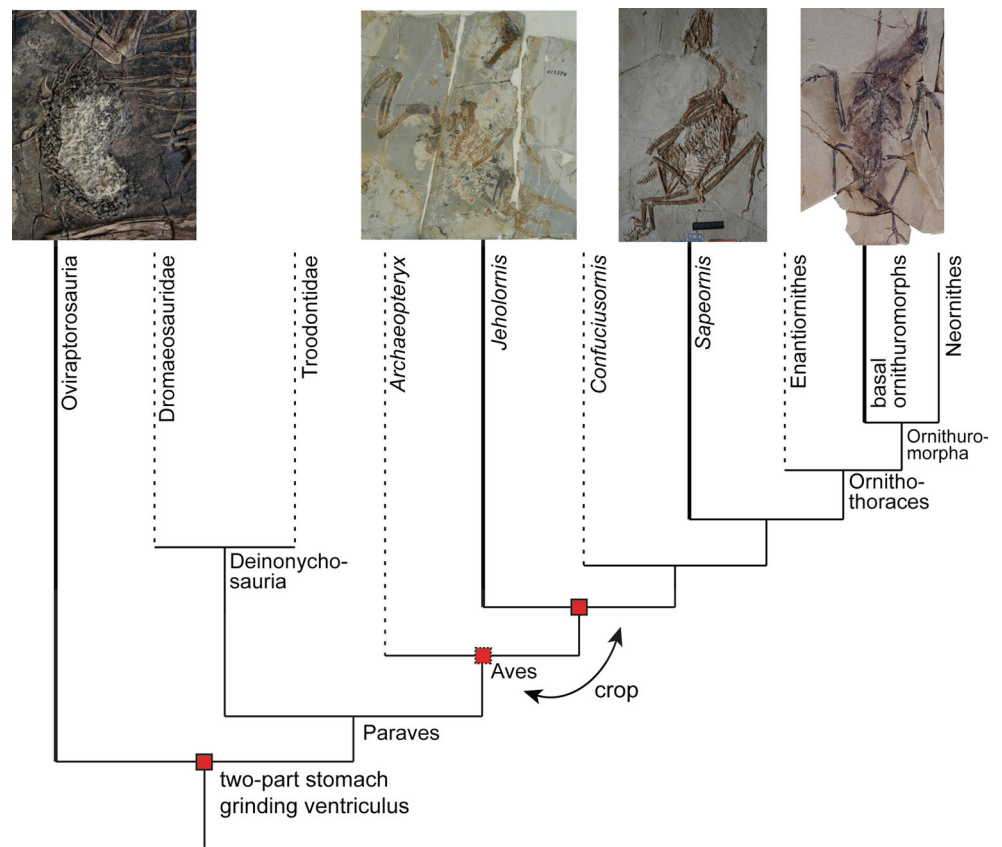 Oviraptorosauria
Dromaeosauridae
Troodontidae
Archaeopteryx
Jeholornis
Confuciusornis
Sapeornis
Enantiornithes
basal
ornithuromorphs
Neornithes
Ornithuro-
morpha
Ornitho-
thoraces
Deinonycho-
sauria
Aves
crop
Paraves
two-part stomach
grinding ventriculus